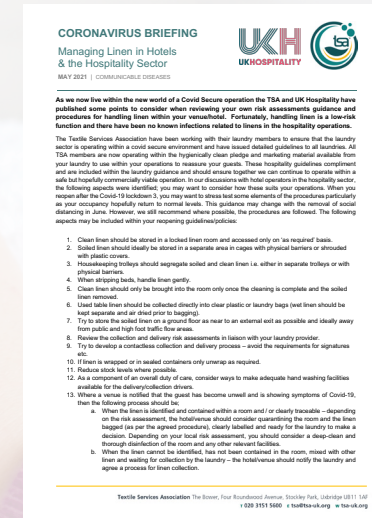 CORONAVIRUS BRIEFING
Managing Linen in Hotels
& the Hospitality Sector
MAY 2021 | COMMUNICABLE DISEASES
UKH
UKHOSPITALITY
tsa
As we now live within the new world of a Covid Secure operation the TSA and UK Hospitality have
published some points to consider when reviewing your own risk assessments guidance and
procedures for handling linen within your venue/hotel. Fortunately, handling linen is a low-risk
function and there have been no known infections related to linens in the hospitality operations.
The Textile Services Association have been working with their laundry members to ensure that the laundry
sector is operating within a covid secure environment and have issued detailed guidelines to all laundries. All
TSA members are now operating within the hygienically clean pledge and marketing material available from
your laundry to use within your operations to reassure your guests. These hospitality guidelines compliment
and are included within the laundry guidance and should ensure together we can continue to operate within a
safe but hopefully commercially viable operation. In our discussions with hotel operators in the hospitality sector,
the following aspects were identified; you may want to consider how these suits your operations. When you
reopen after the Covid-19 lockdown 3, you may want to stress test some elements of the procedures particularly
as your occupancy hopefully return to normal levels. This guidance may change with the removal of social
distancing in June. However, we still recommend where possible, the procedures are followed. The following
aspects may be included within your reopening guidelines/policies:
1. Clean linen should be stored in a locked linen room and accessed only on 'as required' basis.
2. Soiled linen should ideally be stored in a separate area in cages with physical barriers or shrouded
with plastic covers.
3. Housekeeping trolleys should segregate soiled and clean linen i.e. either in separate trolleys or with
physical barriers.
4. When stripping beds, handle linen gently.
5. Clean linen should only be brought into the room only once the cleaning is complete and the soiled
linen removed.
6. Used table linen should be collected directly into clear plastic or laundry bags (wet linen should be
kept separate and air dried prior to bagging).
7. Try to store the soiled linen on a ground floor as near to an external exit as possible and ideally away
from public and high foot traffic flow areas.
8. Review the collection and delivery risk assessments in liaison with your laundry provider.
9. Try to develop a contactless collection and delivery process – avoid the requirements for signatures
etc.
10. If linen is wrapped or in sealed containers only unwrap as required.
11. Reduce stock levels where possible.
12. As a component of an overall duty of care, consider ways to make adequate hand washing facilities
available for the delivery/collection drivers.
13. Where a venue is notified that the guest has become unwell and is showing symptoms of Covid-19,
then the following process should be;
a. When the linen is identified and contained within a room and / or clearly traceable – depending
on the risk assessment, the hotel/venue should consider quarantining the room and the linen
bagged (as per the agreed procedure), clearly labelled and ready for the laundry to make a
decision. Depending on your local risk assessment, you should consider a deep-clean and
thorough disinfection of the room and any other relevant facilities.
b. When the linen cannot be identified, has not been contained in the room, mixed with other
linen and waiting for collection by the laundry – the hotel/venue should notify the laundry and
agree a process for linen collection.
Textile Services Association The Bower, Four Roundwood Avenue, Stockley Park, Uxbridge UB11 1AF
t 020 3151 5600 e tsa@tsa-uk.org w tsa-uk.org